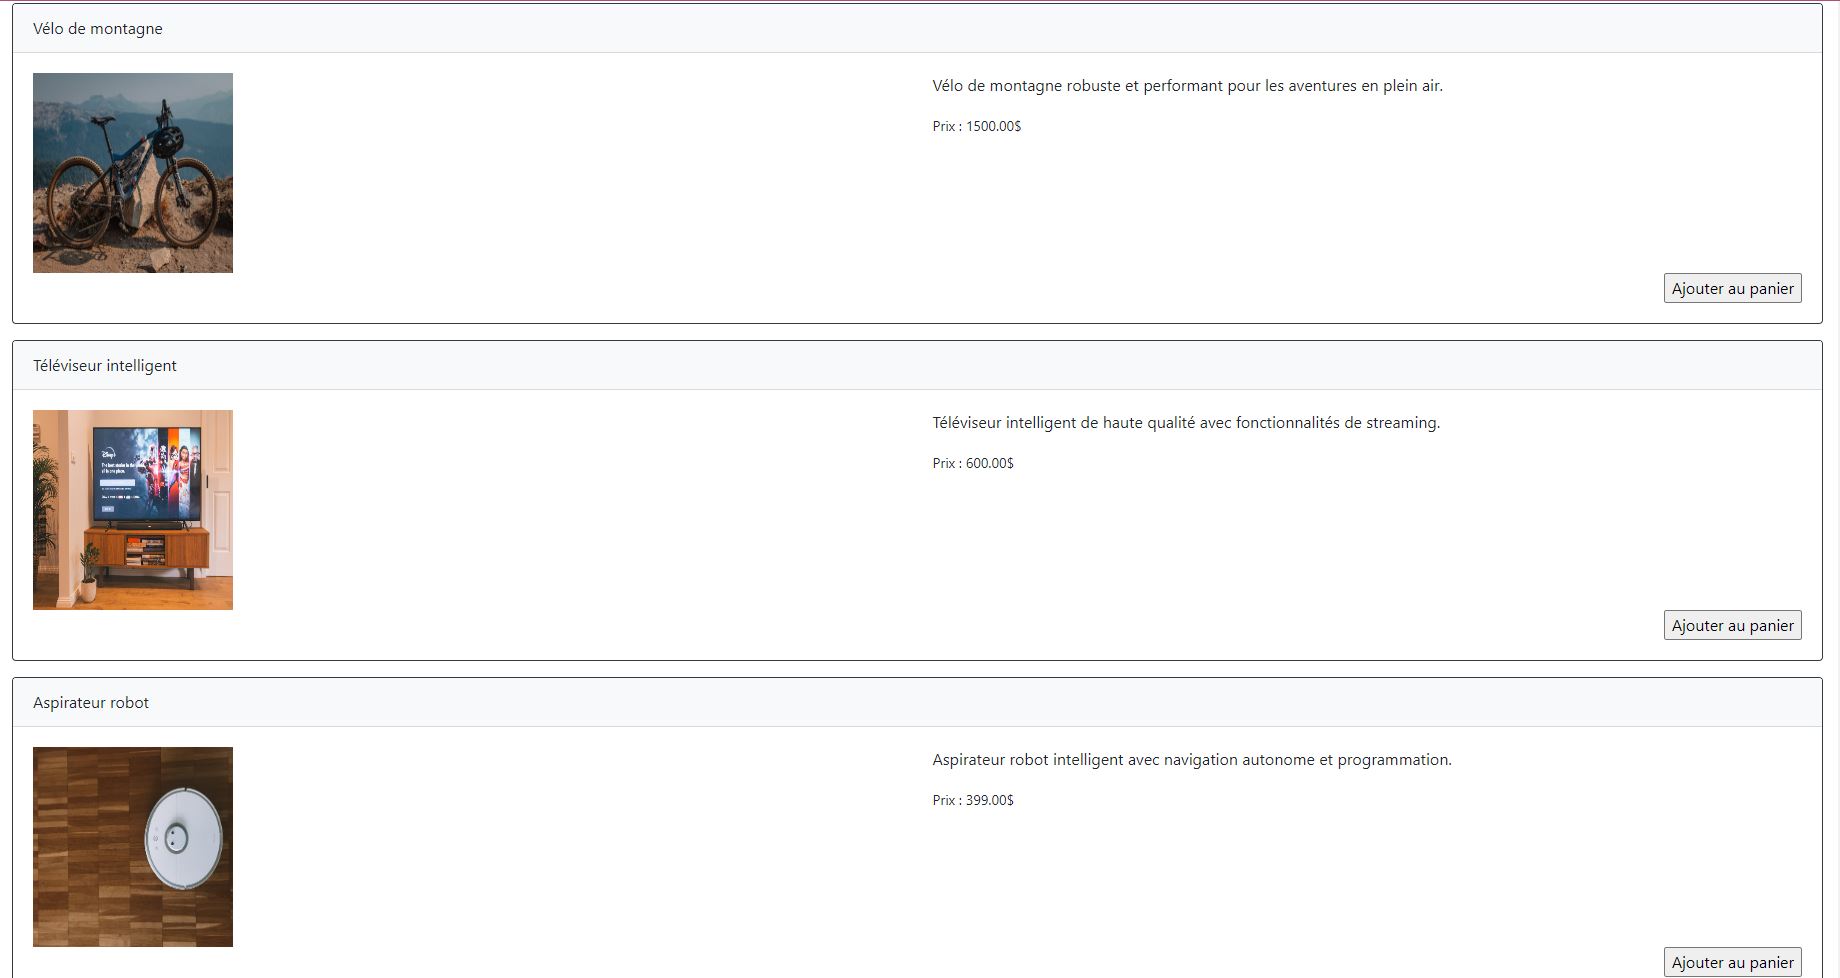 Vélo de montagne
Vélo de montagne robuste et performant pour les aventures en plein air.
Prix : 1500.00$
Ajouter au panier
Téléviseur intelligent
Disney+
Téléviseur intelligent de haute qualité avec fonctionnalités de streaming.
Prix : 600.00$
Ajouter au panier
Aspirateur robot
Aspirateur robot intelligent avec navigation autonome et programmation.
Prix : 399.00$
Ajouter au panier